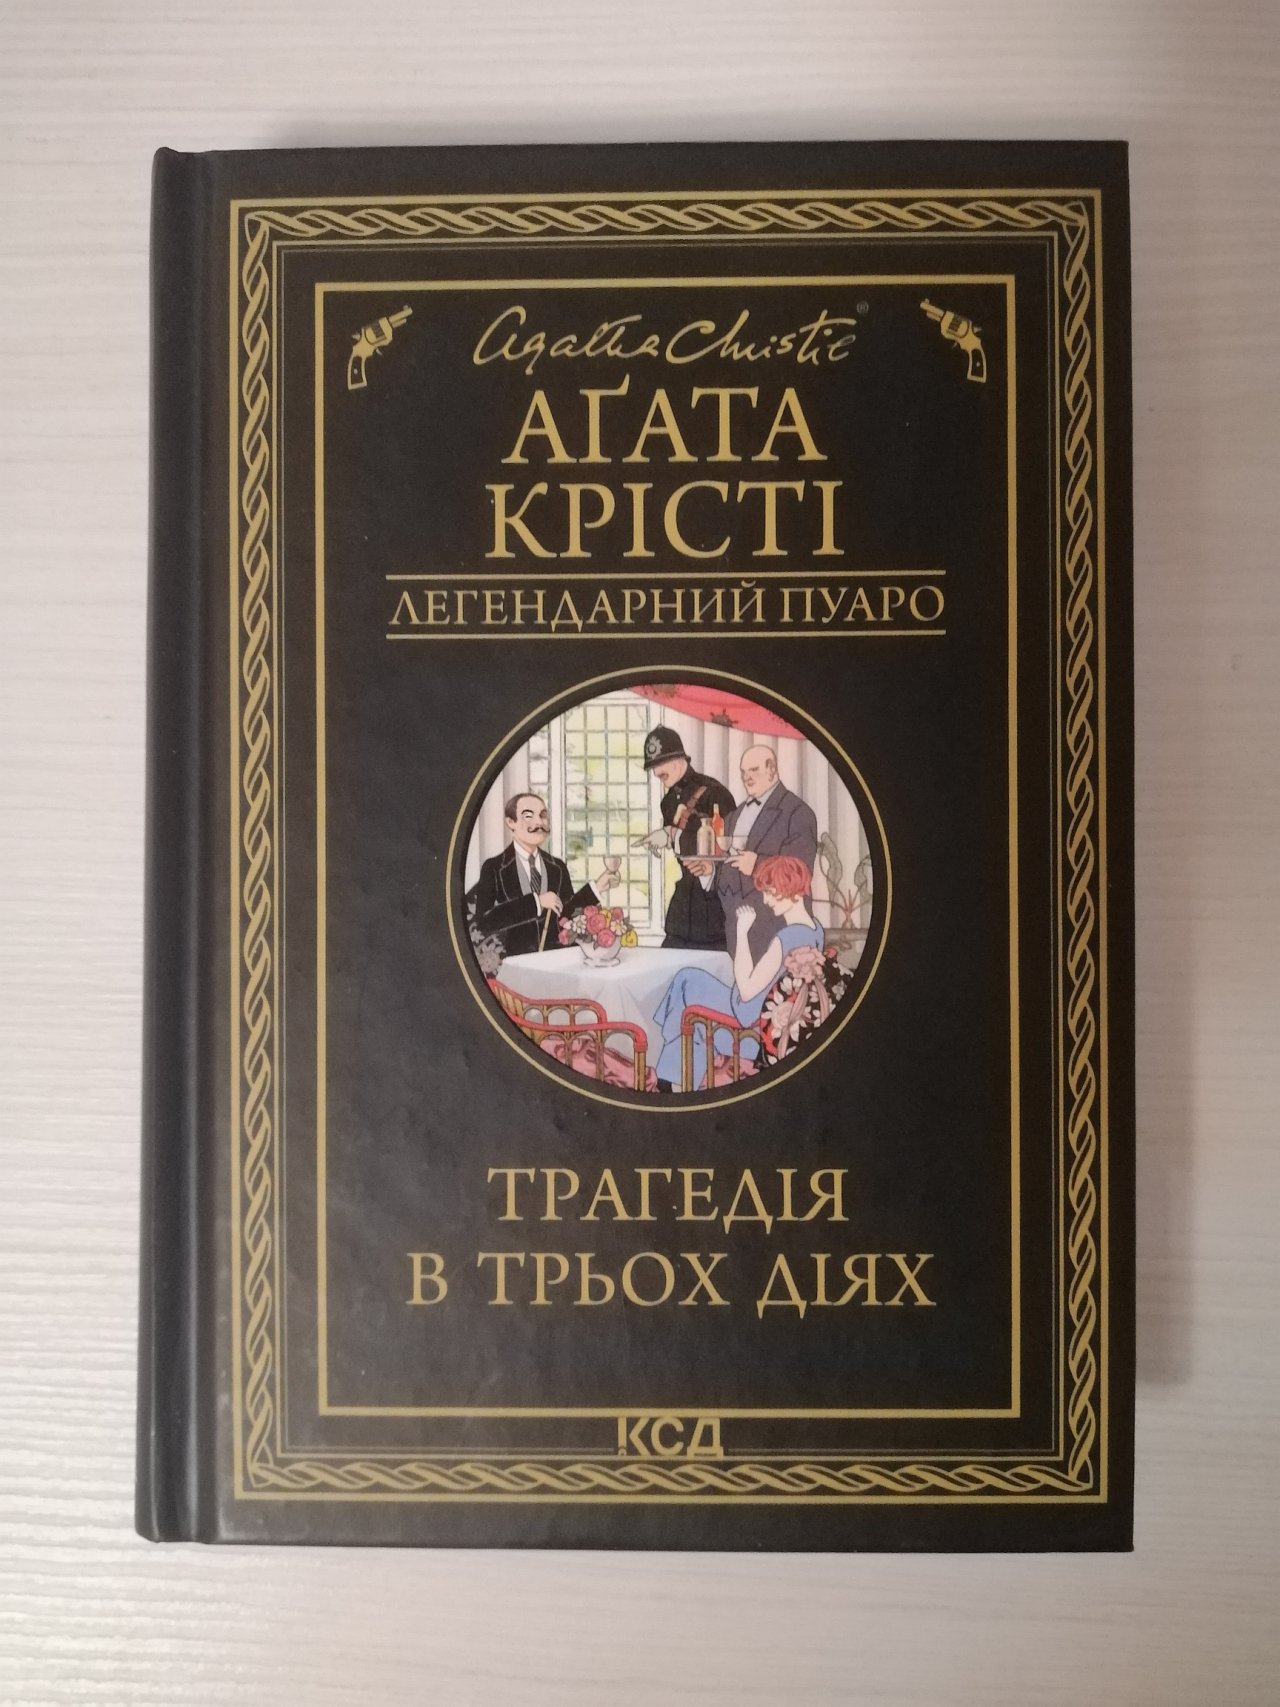 Agatha Christie®
АҐАТА
КРІСТІ
ЛЕГЕНДАРНИЙ ПУАРО
ТРАГЕДІЯ
В ТРЬОХ ДІЯХ
КСД